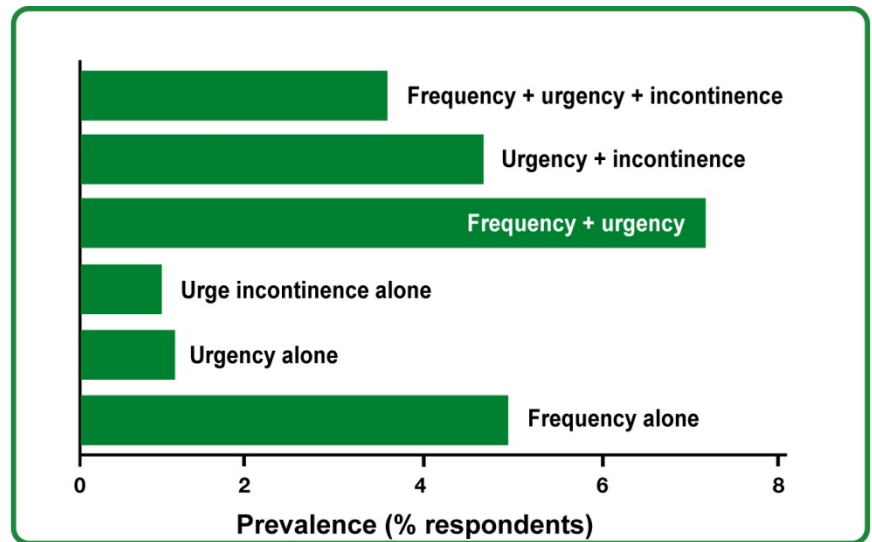 Frequency + urgency + incontinence
Urgency + incontinence
Frequency + urgency
Urge incontinence alone
Urgency alone
Frequency alone
0 2 4 6 8
Prevalence (% respondents)